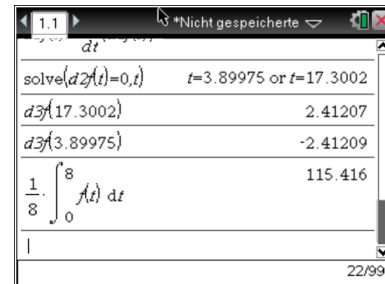 1.1 *Nicht gespeicherte
dt
solve(d2f(t)=0,t) t=3.89975 or t=17.3002
d3f(17.3002) 2.41207
d3f(3.89975) -2.41209
1/8 · ∫₀⁸ f(t) dt 115.416
22/99